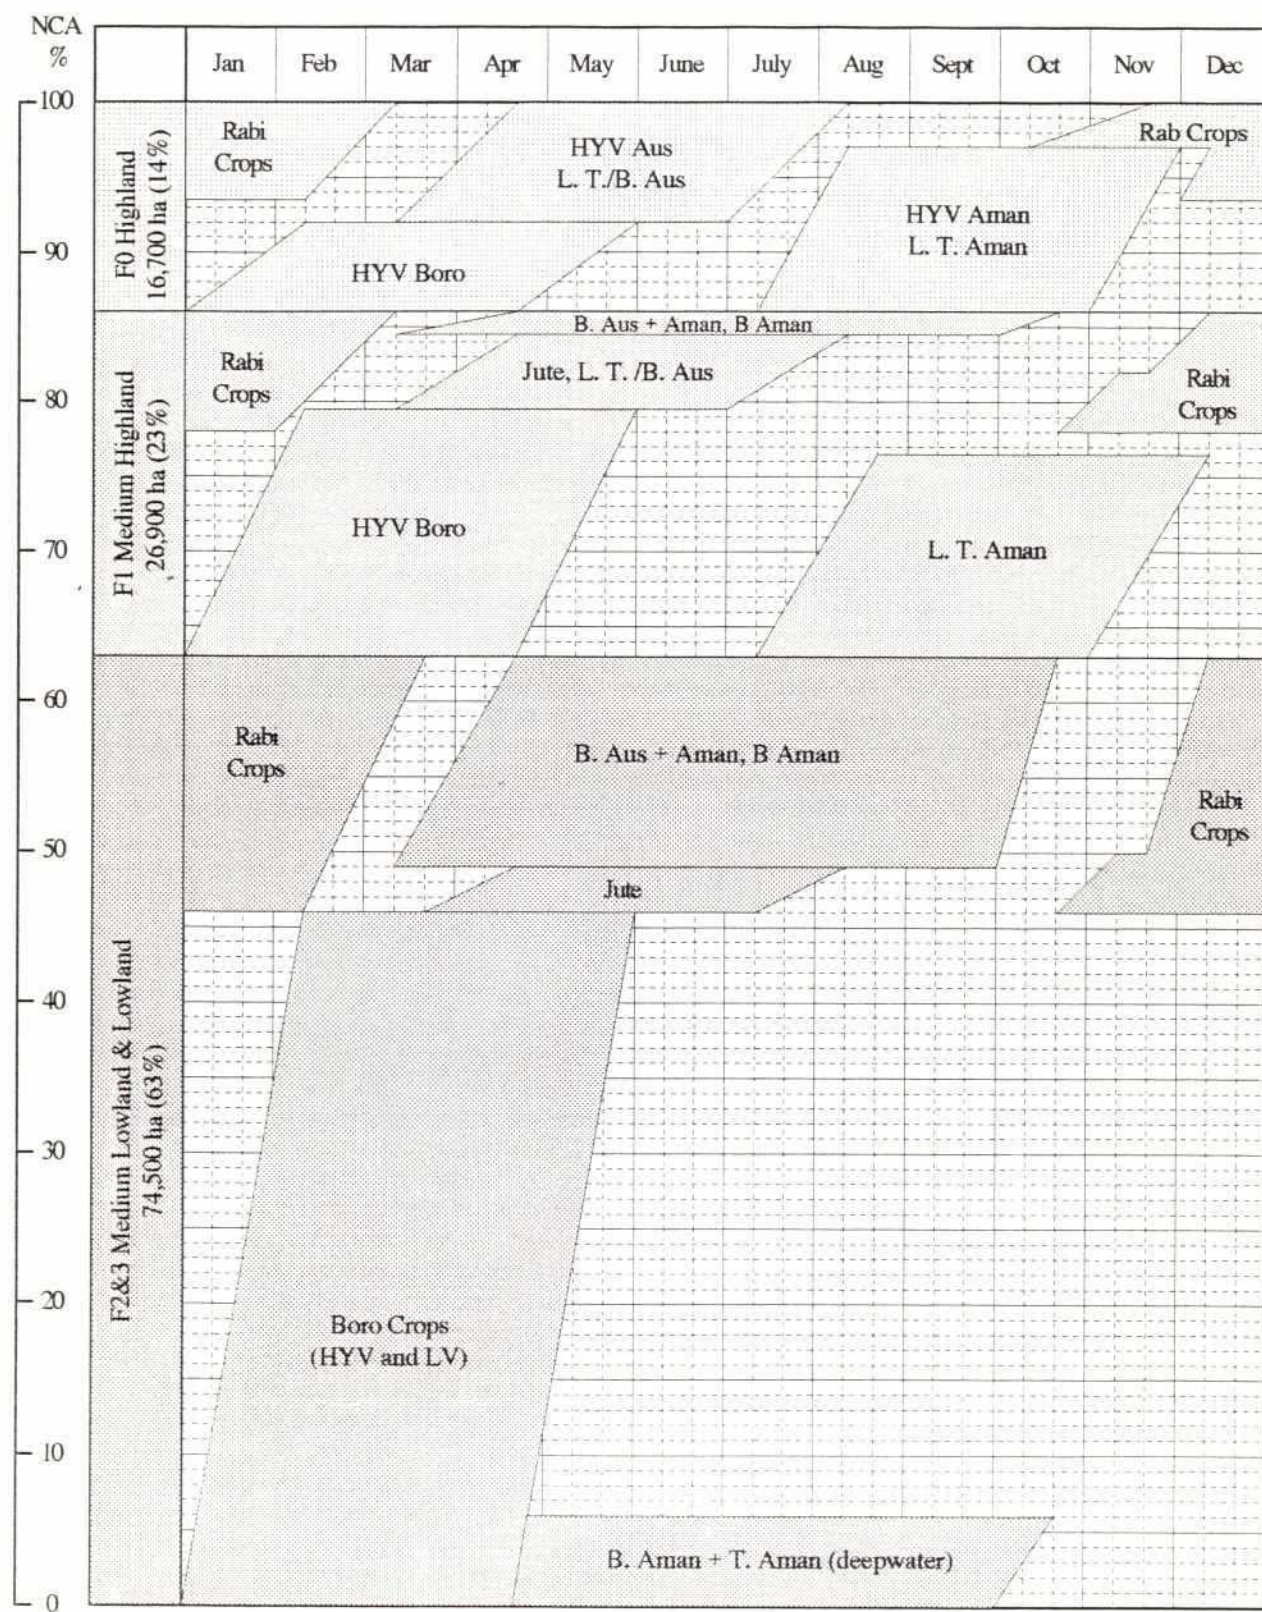 NCA
%
Jan Feb Mar Apr May June July Aug Sept Oct Nov Dec
100
90
80
70
60
50
40
30
20
10
0
F0 Highland
16,700 ha (14%)
Rabi
Crops
HYV Aus
L. T./B. Aus
Rab Crops
HYV Aman
L. T. Aman
HYV Boro
F1 Medium Highland
26,900 ha (23%)
B. Aus + Aman, B Aman
Rabi
Crops
Jute, L. T. /B. Aus
Rabi
Crops
HYV Boro
L. T. Aman
F2&3 Medium Lowland & Lowland
74,500 ha (63%)
Rabi
Crops
B. Aus + Aman, B Aman
Rabi
Crops
Jute
Boro Crops
(HYV and LV)
B. Aman + T. Aman (deepwater)